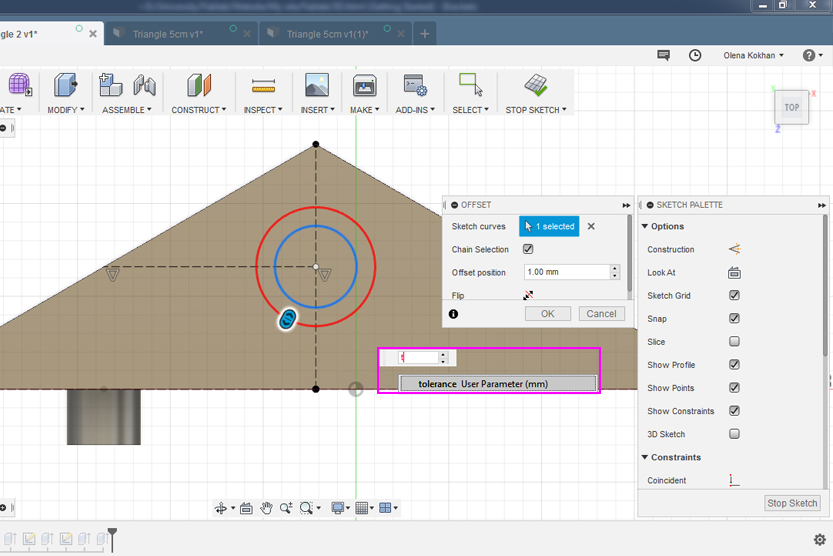 ngle 2 v1*
Triangle 5cm v1*
Triangle 5cm v1(1)*
Olena Kokhan
ATE
MODIFY
ASSEMBLE
CONSTRUCT
INSPECT
INSERT
MAKE
ADD-INS
SELECT
STOP SKETCH
TOP
X
Z
OFFSET
Sketch curves
1 selected
Chain Selection
Offset position
1.00 mm
Flip
OK
Cancel
t
tolerance User Parameter (mm)
SKETCH PALETTE
Options
Construction
Look At
Sketch Grid
Snap
Slice
Show Profile
Show Points
Show Constraints
3D Sketch
Constraints
Coincident
Stop Sketch